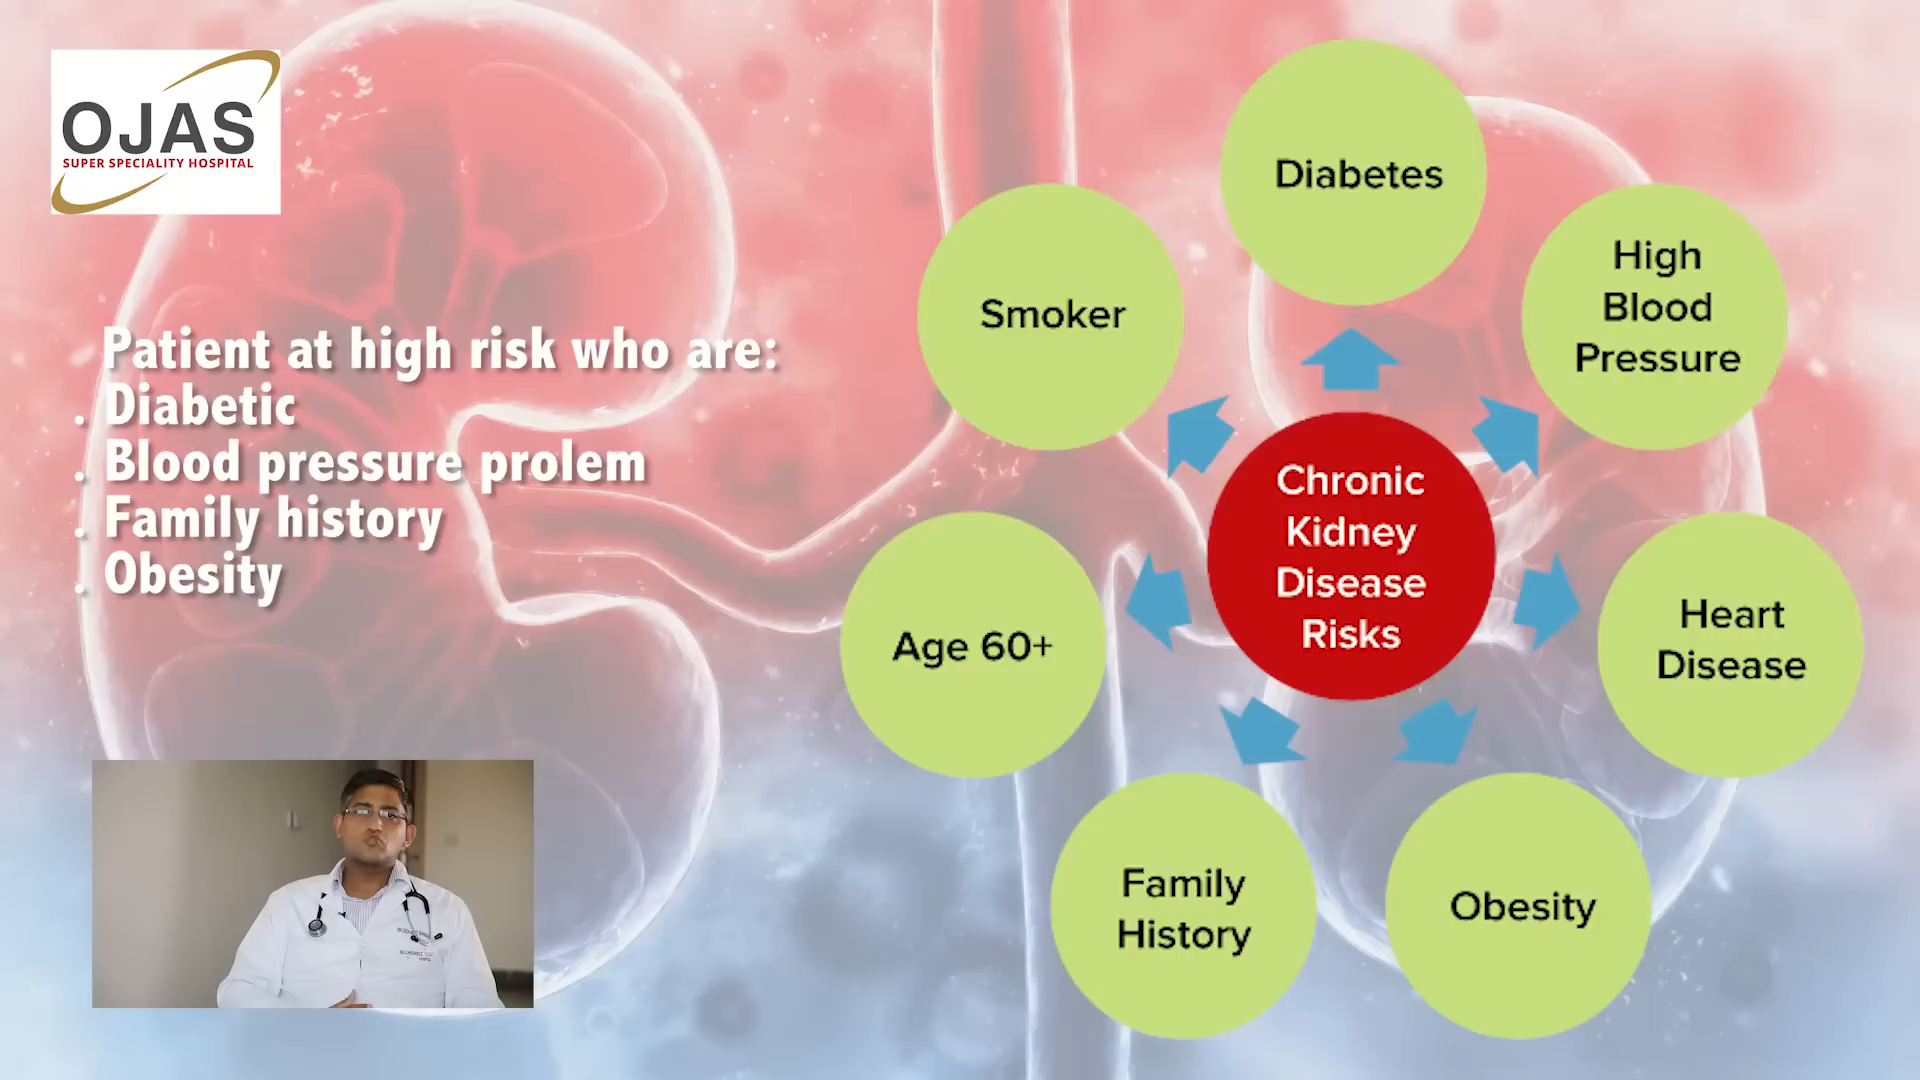 OJAS
SUPER SPECIALITY HOSPITAL
Patient at high risk who are:
. Diabetic
. Blood pressure prolem
. Family history
. Obesity
Diabetes
High
Blood
Pressure
Heart
Disease
Obesity
Family
History
Age 60+
Smoker
Chronic
Kidney
Disease
Risks